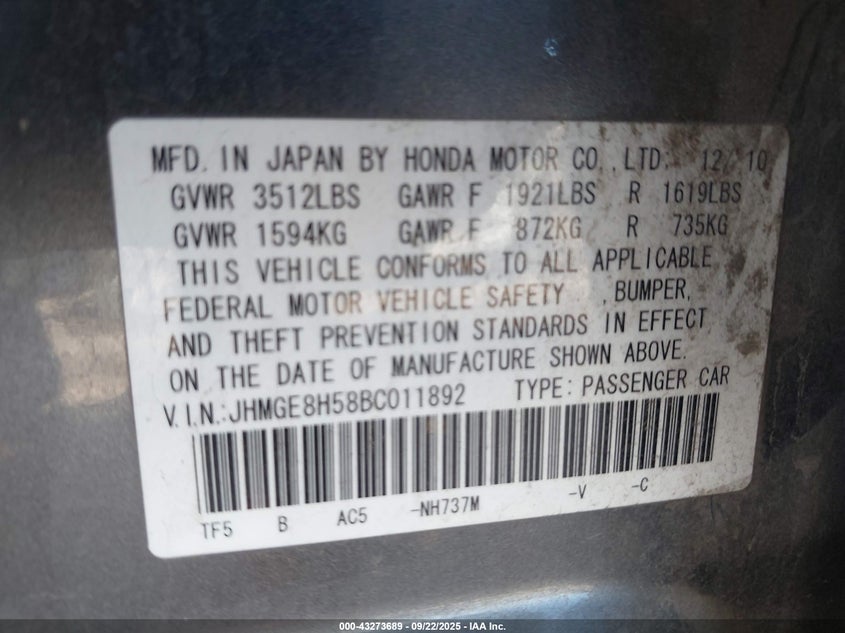 MFD. IN JAPAN BY HONDA MOTOR CO., LTD. 12/10
GVWR 3512LBS GAWR F 1921LBS R 1619LBS
GVWR 1594KG GAWR F 872KG R 735KG
THIS VEHICLE CONFORMS TO ALL APPLICABLE
FEDERAL MOTOR VEHICLE SAFETY , BUMPER,
AND THEFT PREVENTION STANDARDS IN EFFECT
ON THE DATE OF MANUFACTURE SHOWN ABOVE.
V.I.N.:JHMGE8H58BC011892 TYPE: PASSENGER CAR
TF5 B AC5 -NH737M -V -C
000-43273689 - 09/22/2025 - IAA Inc.